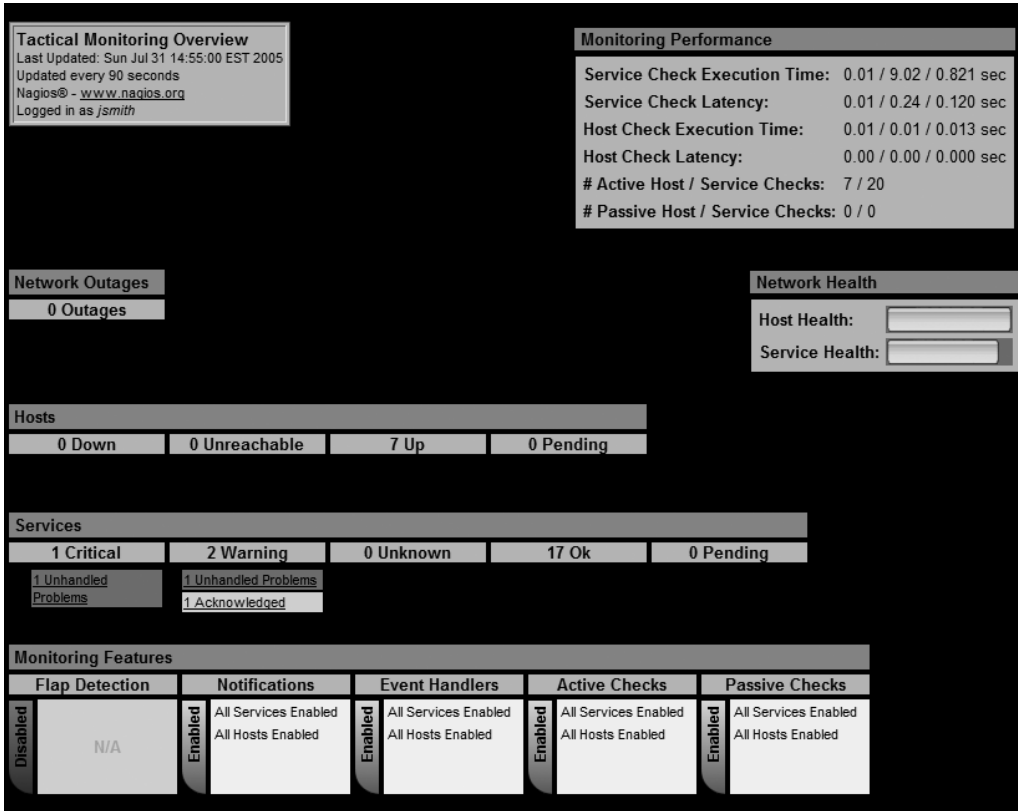 Tactical Monitoring Overview
Last Updated: Sun Jul 31 14:55:00 EST 2005
Updated every 90 seconds
Nagios® - www.nagios.org
Logged in as jsmith
Monitoring Performance
Service Check Execution Time: 0.01 / 9.02 / 0.821 sec
Service Check Latency: 0.01 / 0.24 / 0.120 sec
Host Check Execution Time: 0.01 / 0.01 / 0.013 sec
Host Check Latency: 0.00 / 0.00 / 0.000 sec
# Active Host / Service Checks: 7 / 20
# Passive Host / Service Checks: 0 / 0
Network Outages
0 Outages
Network Health
Host Health:
Service Health:
Hosts
0 Down 0 Unreachable 7 Up 0 Pending
Services
1 Critical 2 Warning 0 Unknown 17 Ok 0 Pending
1 Unhandled
Problems
1 Unhandled Problems
1 Acknowledged
Monitoring Features
Flap Detection Notifications Event Handlers Active Checks Passive Checks
Disabled
N/A
Enabled
All Services Enabled
All Hosts Enabled
Enabled
All Services Enabled
All Hosts Enabled
Enabled
All Services Enabled
All Hosts Enabled
Enabled
All Services Enabled
All Hosts Enabled